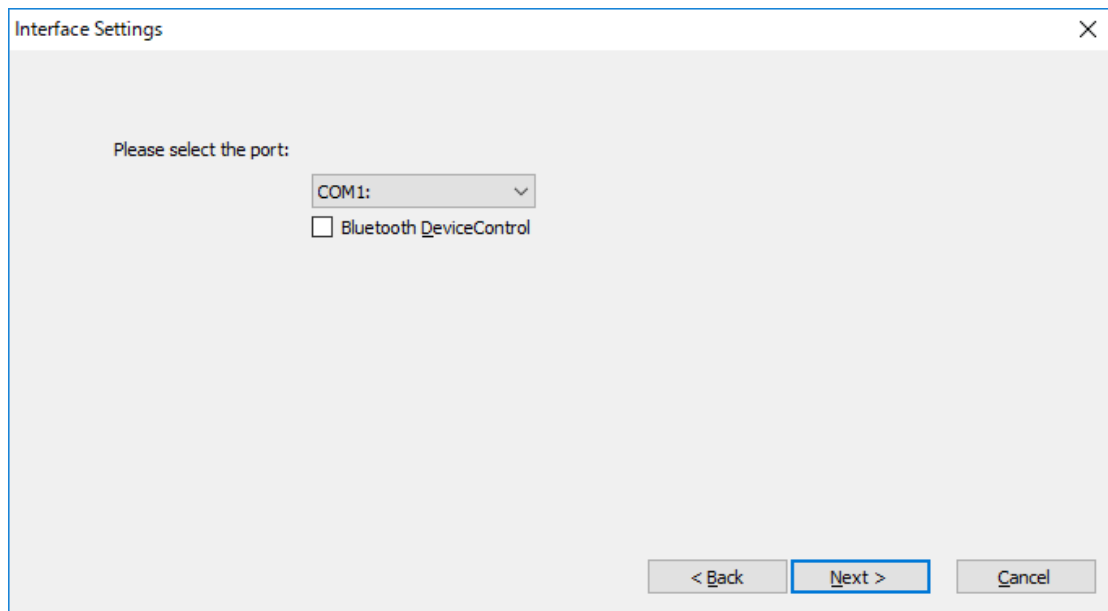 Interface Settings
Please select the port:
COM1:
Bluetooth DeviceControl
< Back
Next >
Cancel